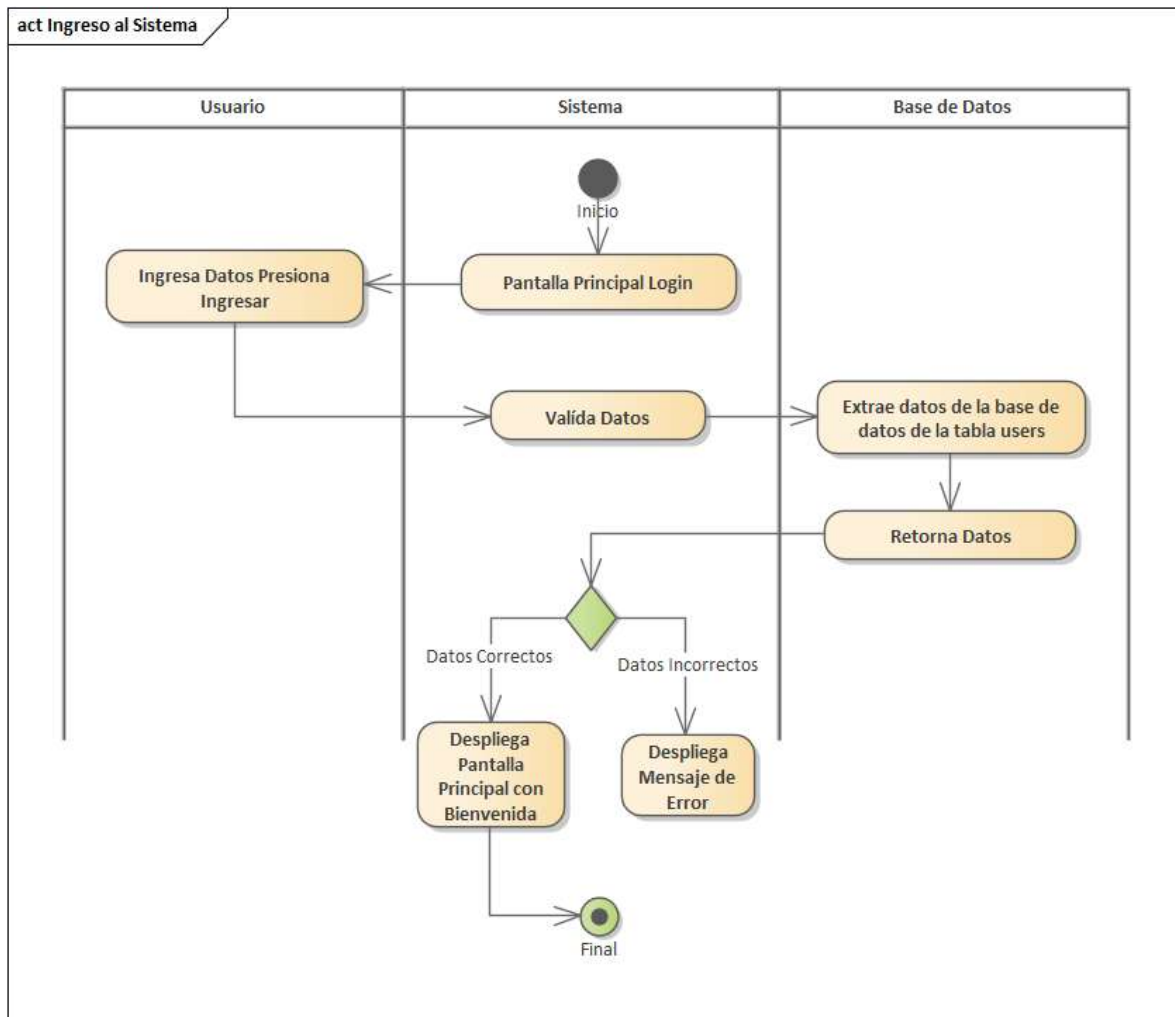 act Ingreso al Sistema
Usuario
Sistema
Base de Datos
Inicio
Ingresa Datos Presiona
Ingresar
Pantalla Principal Login
Valída Datos
Extrae datos de la base de
datos de la tabla users
Retorna Datos
Datos Correctos
Datos Incorrectos
Despliega
Pantalla
Principal con
Bienvenida
Despliega
Mensaje de
Error
Final